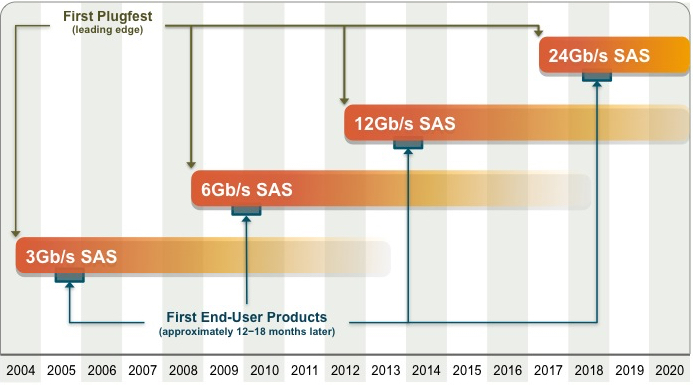 First Plugfest
(leading edge)
24Gb/s SAS
12Gb/s SAS
6Gb/s SAS
3Gb/s SAS
First End-User Products
(approximately 12–18 months later)
2004 2005 2006 2007 2008 2009 2010 2011 2012 2013 2014 2015 2016 2017 2018 2019 2020